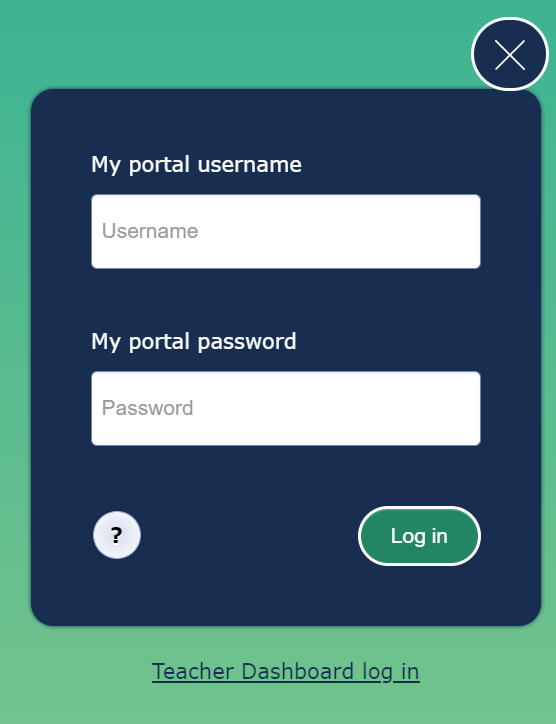 My portal username
Username
My portal password
Password
?
Log in
Teacher Dashboard log in